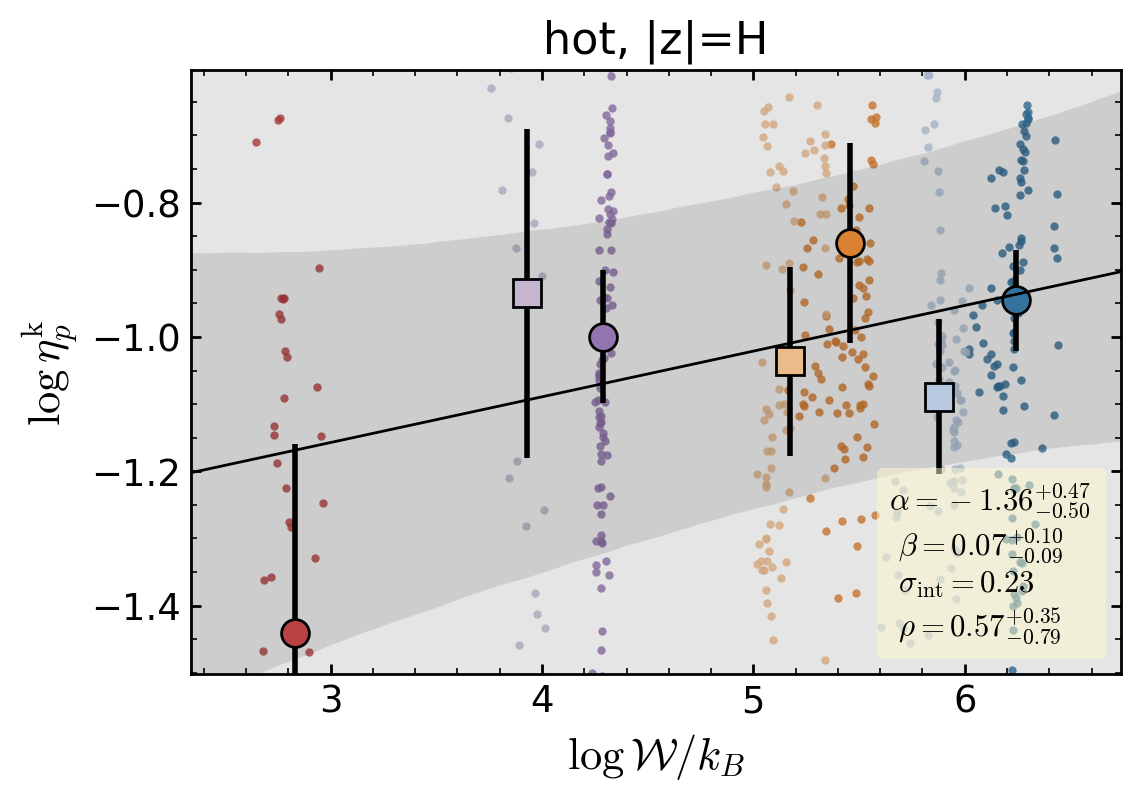 hot, |z|=H
log η_p^k
−0.8
−1.0
−1.2
−1.4
α = −1.36^{+0.47}_{−0.50}
β = 0.07^{+0.10}_{−0.09}
σ_int = 0.23
ρ = 0.57^{+0.35}_{−0.79}
3 4 5 6
log 𝒲/k_B